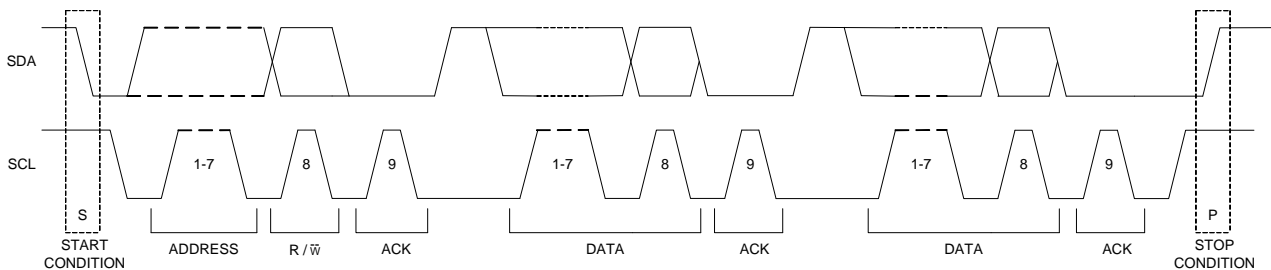 SDA
SCL
1-7
8
9
1-7
8
9
1-7
8
9
S
P
START
CONDITION
ADDRESS
R / W̅
ACK
DATA
ACK
DATA
ACK
STOP
CONDITION